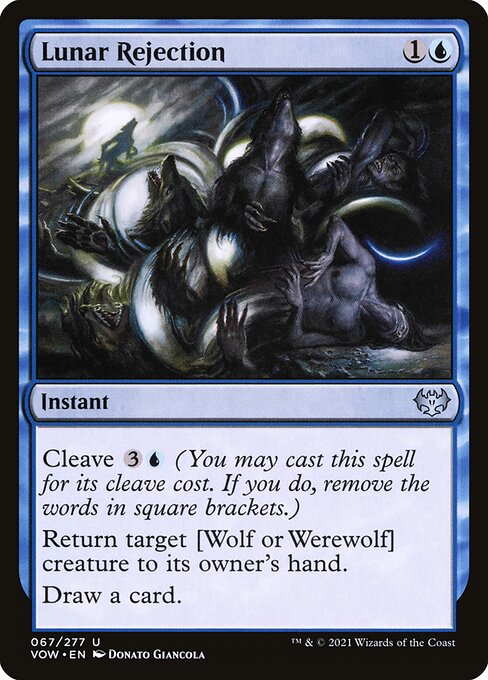 Lunar Rejection 1
Instant
Cleave 3 (You may cast this spell
for its cleave cost. If you do, remove the
words in square brackets.)
Return target [Wolf or Werewolf]
creature to its owner's hand.
Draw a card.
067/277 U
VOW • EN Donato Giancola
™ & © 2021 Wizards of the Coast